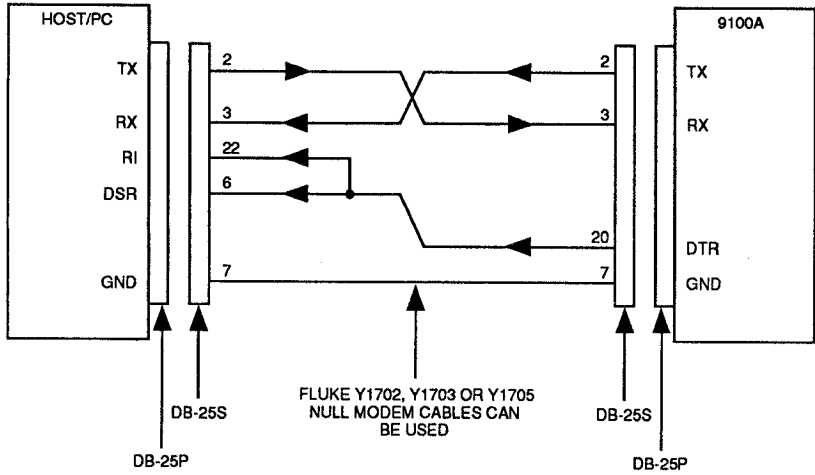 HOST/PC
9100A
TX 2 2 TX
RX 3 3 RX
RI 22
DSR 6
20 DTR
GND 7 7 GND
FLUKE Y1702, Y1703 OR Y1705
NULL MODEM CABLES CAN
BE USED
DB-25S
DB-25S
DB-25P
DB-25P